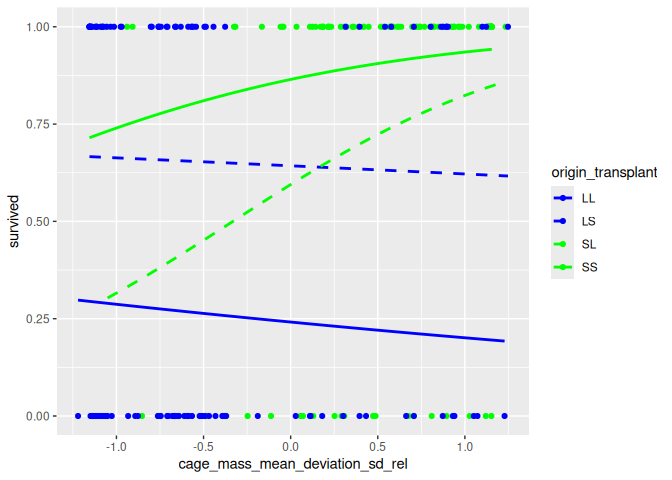 1.00
0.75
0.50
0.25
0.00
survived
-1.0 -0.5 0.0 0.5 1.0
cage_mass_mean_deviation_sd_rel
origin_transplant
LL
LS
SL
SS